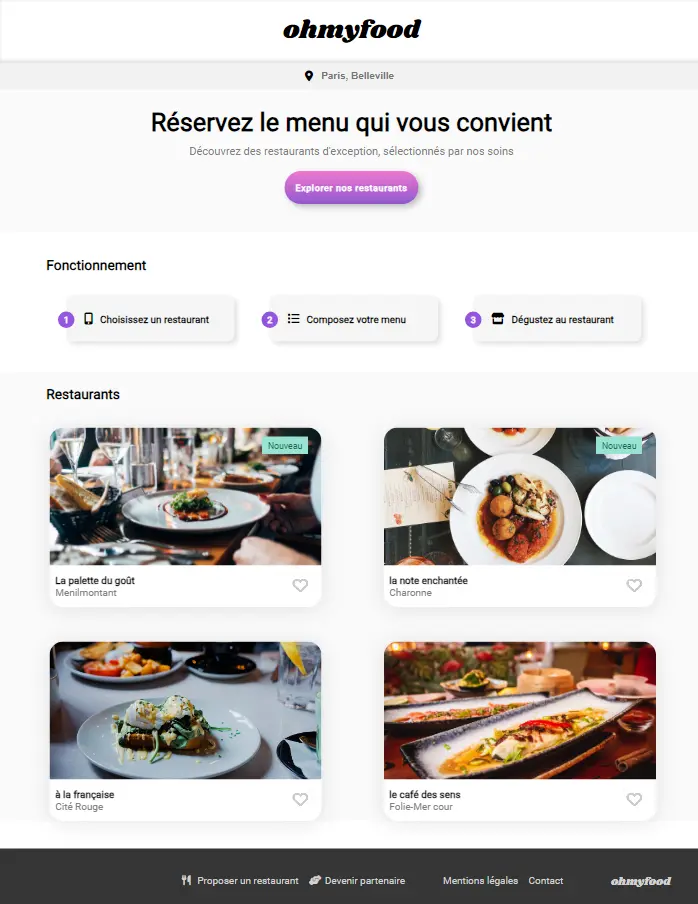 ohmyfood
Paris, Belleville
Réservez le menu qui vous convient
Découvrez des restaurants d'exception, sélectionnés par nos soins
Explorer nos restaurants
Fonctionnement
1 Choisissez un restaurant
2 Composez votre menu
3 Dégustez au restaurant
Restaurants
Nouveau
La palette du goût
Menilmontant
Nouveau
la note enchantée
Charonne
à la française
Cité Rouge
le café des sens
Folie-Mer cour
Proposer un restaurant Devenir partenaire Mentions légales Contact ohmyfood